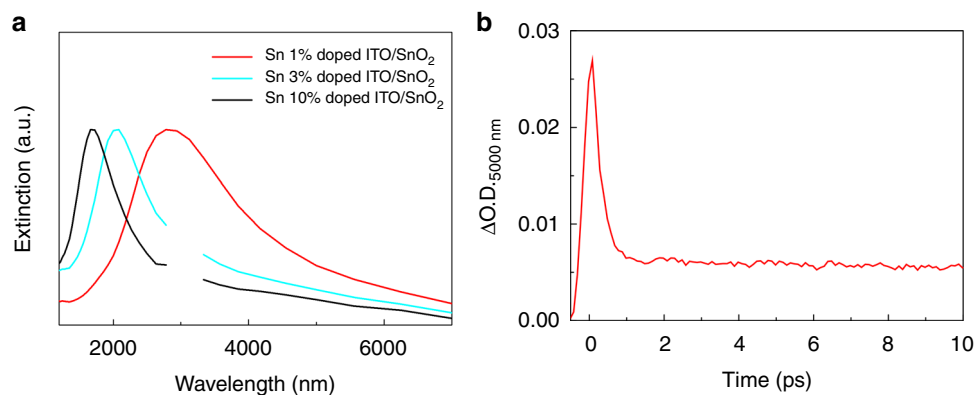 a
Sn 1% doped ITO/SnO₂
Sn 3% doped ITO/SnO₂
Sn 10% doped ITO/SnO₂
Extinction (a.u.)
2000 4000 6000
Wavelength (nm)
b
0.03
0.02
0.01
0.00
ΔO.D.₅₀₀₀ ₙₘ
0 2 4 6 8 10
Time (ps)